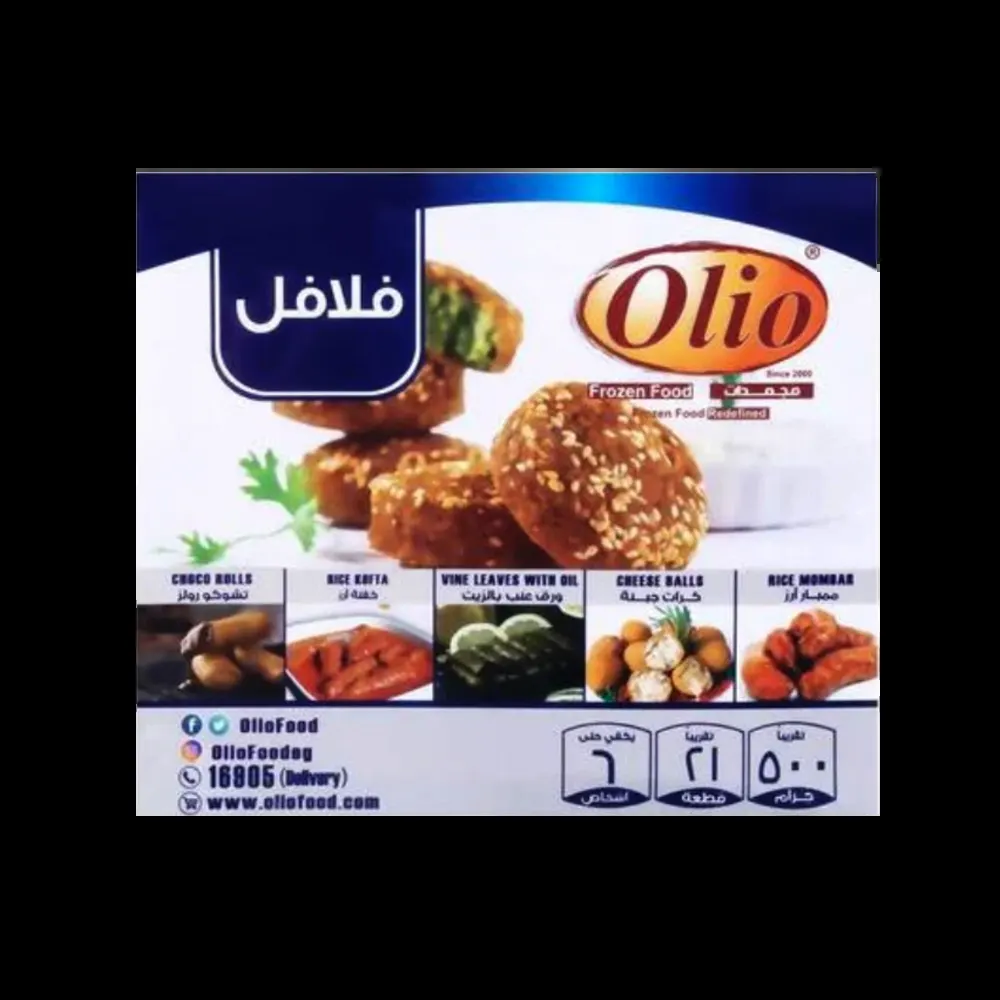 فلافل
Olio®
Since 2000
Frozen Food مجمدات
Food Redefined
CHOCO ROLLS
تشوكو رولز
RICE KOFTA
كفتة أرز
VINE LEAVES WITH OIL
ورق عنب بالزيت
CHEESE BALLS
كرات جبنة
RICE MOMBAR
ممبار أرز
OlioFood
OlioFoodeg
16905 (Delivery)
www.oliofood.com
يكفي حتى
٦
أشخاص
تقريباً
٢١
قطعة
تقريباً
٥٠٠
جرام